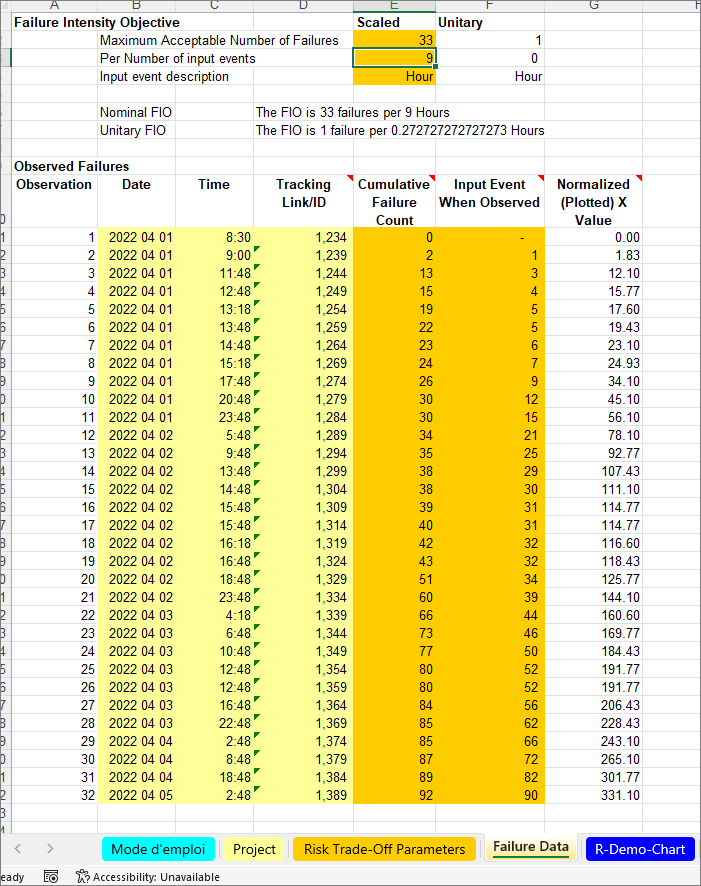 A B C D E F G
Failure Intensity Objective Scaled Unitary
Maximum Acceptable Number of Failures 33 1
Per Number of input events 9 0
Input event description Hour Hour
Nominal FIO The FIO is 33 failures per 9 Hours
Unitary FIO The FIO is 1 failure per 0.272727272727273 Hours
Observed Failures
Observation Date Time Tracking Link/ID Cumulative Failure Count Input Event When Observed Normalized (Plotted) X Value
1 2022 04 01 8:30 1,234 0 - 0.00
2 2022 04 01 9:00 1,239 2 1 1.83
3 2022 04 01 11:48 1,244 13 3 12.10
4 2022 04 01 12:48 1,249 15 4 15.77
5 2022 04 01 13:18 1,254 19 5 17.60
6 2022 04 01 13:48 1,259 22 5 19.43
7 2022 04 01 14:48 1,264 23 6 23.10
8 2022 04 01 15:18 1,269 24 7 24.93
9 2022 04 01 17:48 1,274 26 9 34.10
10 2022 04 01 20:48 1,279 30 12 45.10
11 2022 04 01 23:48 1,284 30 15 56.10
12 2022 04 02 5:48 1,289 34 21 78.10
13 2022 04 02 9:48 1,294 35 25 92.77
14 2022 04 02 13:48 1,299 38 29 107.43
15 2022 04 02 14:48 1,304 38 30 111.10
16 2022 04 02 15:48 1,309 39 31 114.77
17 2022 04 02 15:48 1,314 40 31 114.77
18 2022 04 02 16:18 1,319 42 32 116.60
19 2022 04 02 16:48 1,324 43 32 118.43
20 2022 04 02 18:48 1,329 51 34 125.77
21 2022 04 02 23:48 1,334 60 39 144.10
22 2022 04 03 4:18 1,339 66 44 160.60
23 2022 04 03 6:48 1,344 73 46 169.77
24 2022 04 03 10:48 1,349 77 50 184.43
25 2022 04 03 12:48 1,354 80 52 191.77
26 2022 04 03 12:48 1,359 80 52 191.77
27 2022 04 03 16:48 1,364 84 56 206.43
28 2022 04 03 22:48 1,369 85 62 228.43
29 2022 04 04 2:48 1,374 85 66 243.10
30 2022 04 04 8:48 1,379 87 72 265.10
31 2022 04 04 18:48 1,384 89 82 301.77
32 2022 04 05 2:48 1,389 92 90 331.10
Mode d'emploi Project Risk Trade-Off Parameters Failure Data R-Demo-Chart
eady Accessibility: Unavailable